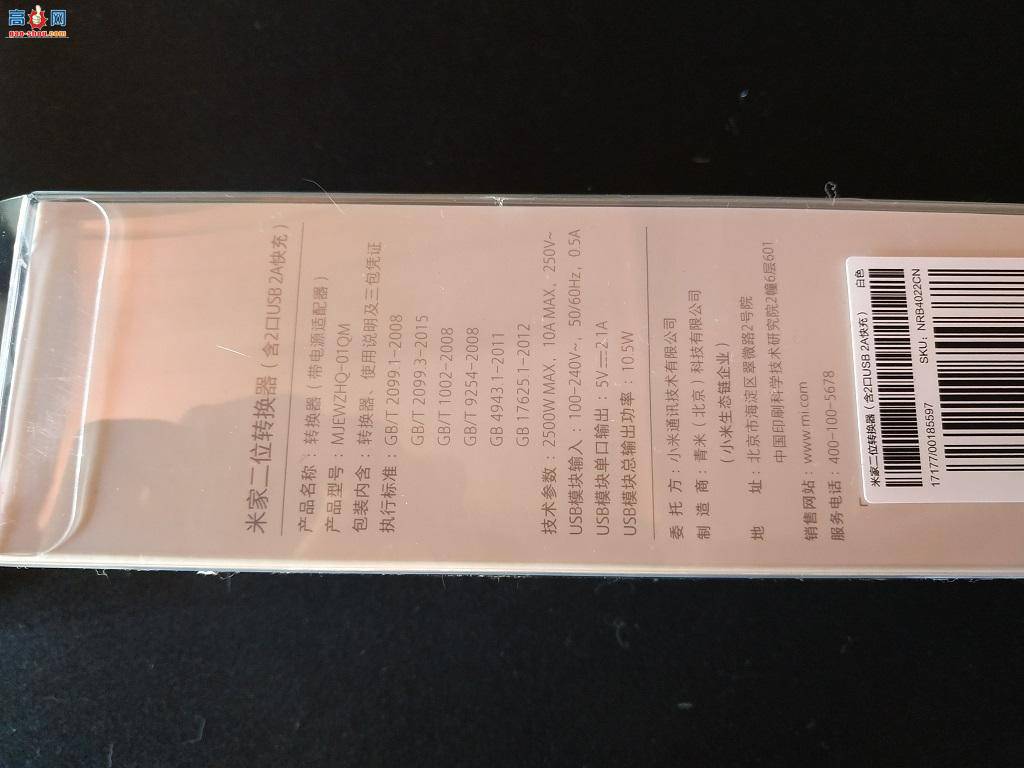 高手网
gao-shou.com
米家二位转换器（含2口USB 2A快充）
产品名称：转换器（带电源适配器）
产品型号：MJEWZHQ-01QM
包装内含：转换器、使用说明及三包凭证
执行标准：GB/T 2099.1-2008
GB/T 2099.3-2015
GB/T 1002-2008
GB/T 9254-2008
GB 4943.1-2011
GB 17625.1-2012
技术参数：2500W MAX，10A MAX，250V~
USB模块输入：100-240V~，50/60Hz，0.5A
USB模块单口输出：5V⎓2.1A
USB模块总输出功率：10.5W
委托方：小米通讯技术有限公司
制造商：青米（北京）科技有限公司
（小米生态链企业）
地址：北京市海淀区翠微路2号院
中国印刷科学技术研究院2幢6层601
销售网站：www.mi.com
服务电话：400-100-5678
米家二位转换器（含2口USB 2A快充） 白色
17177/00185597 SKU：NRB4022CN